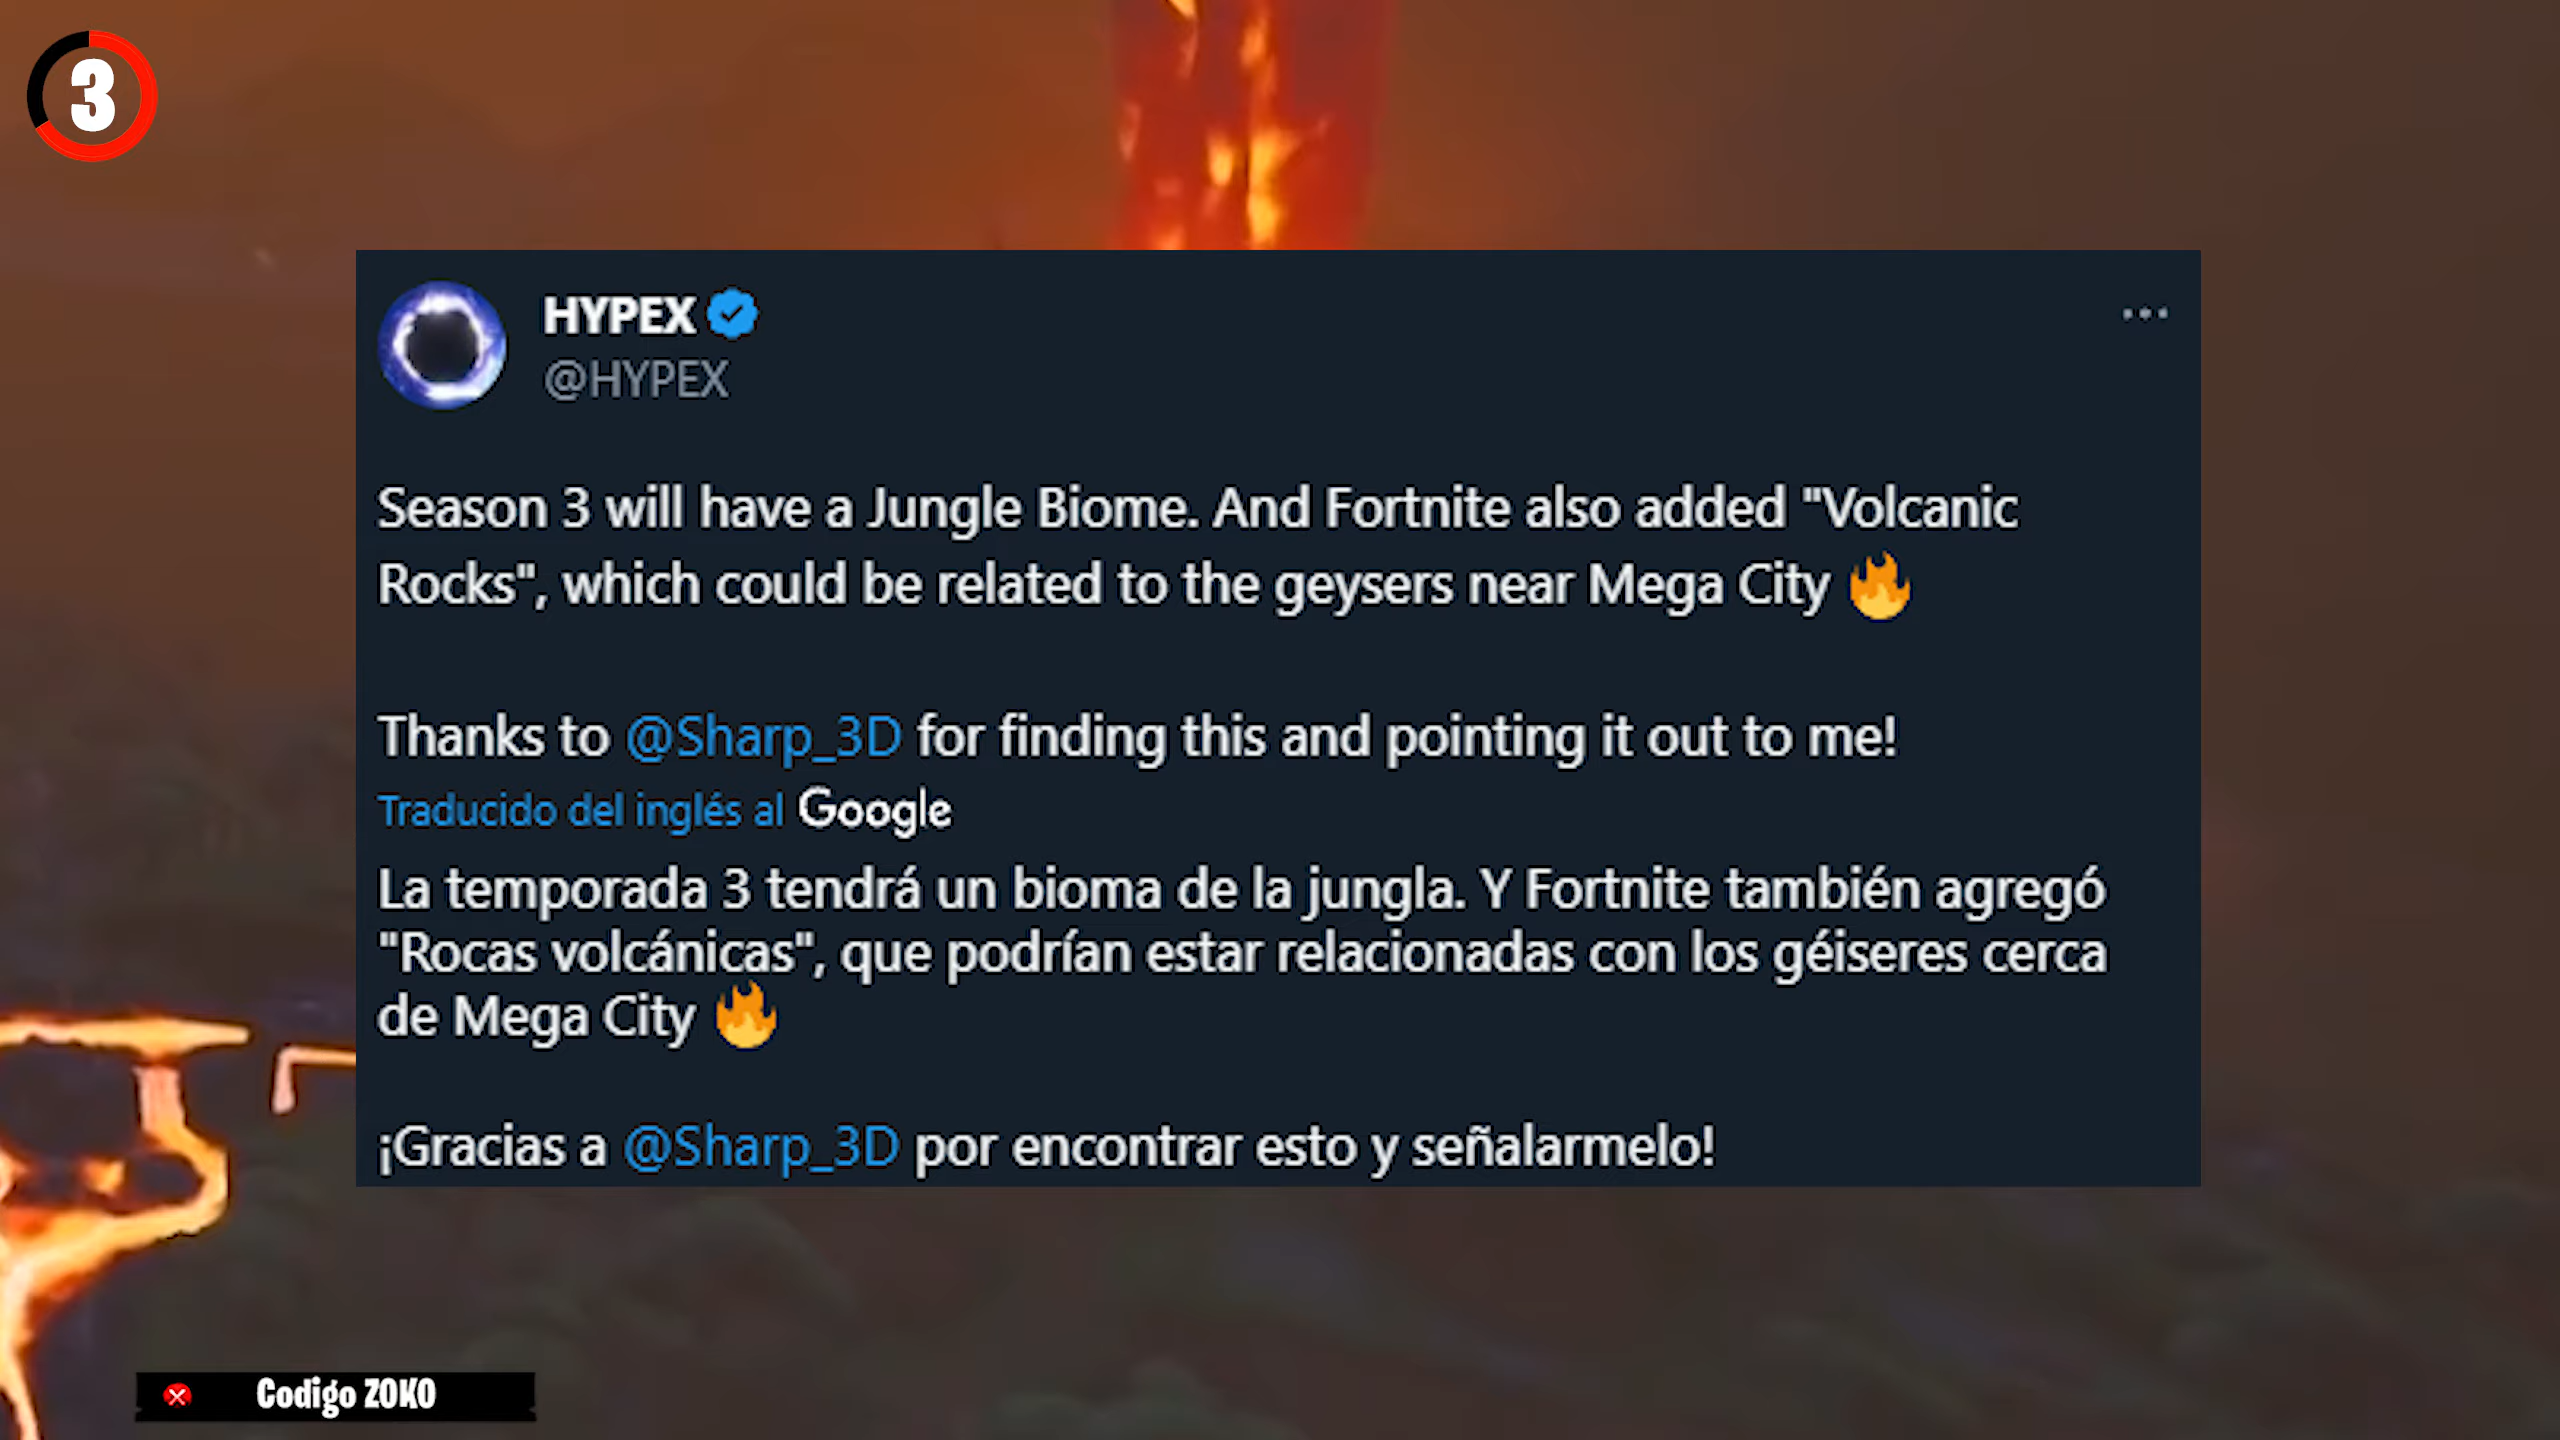 3
HYPEX
@HYPEX
Season 3 will have a Jungle Biome. And Fortnite also added "Volcanic
Rocks", which could be related to the geysers near Mega City 🔥
Thanks to @Sharp_3D for finding this and pointing it out to me!
Traducido del inglés al Google
La temporada 3 tendrá un bioma de la jungla. Y Fortnite también agregó
"Rocas volcánicas", que podrían estar relacionadas con los géiseres cerca
de Mega City 🔥
¡Gracias a @Sharp_3D por encontrar esto y señalarmelo!
Codigo ZOKO